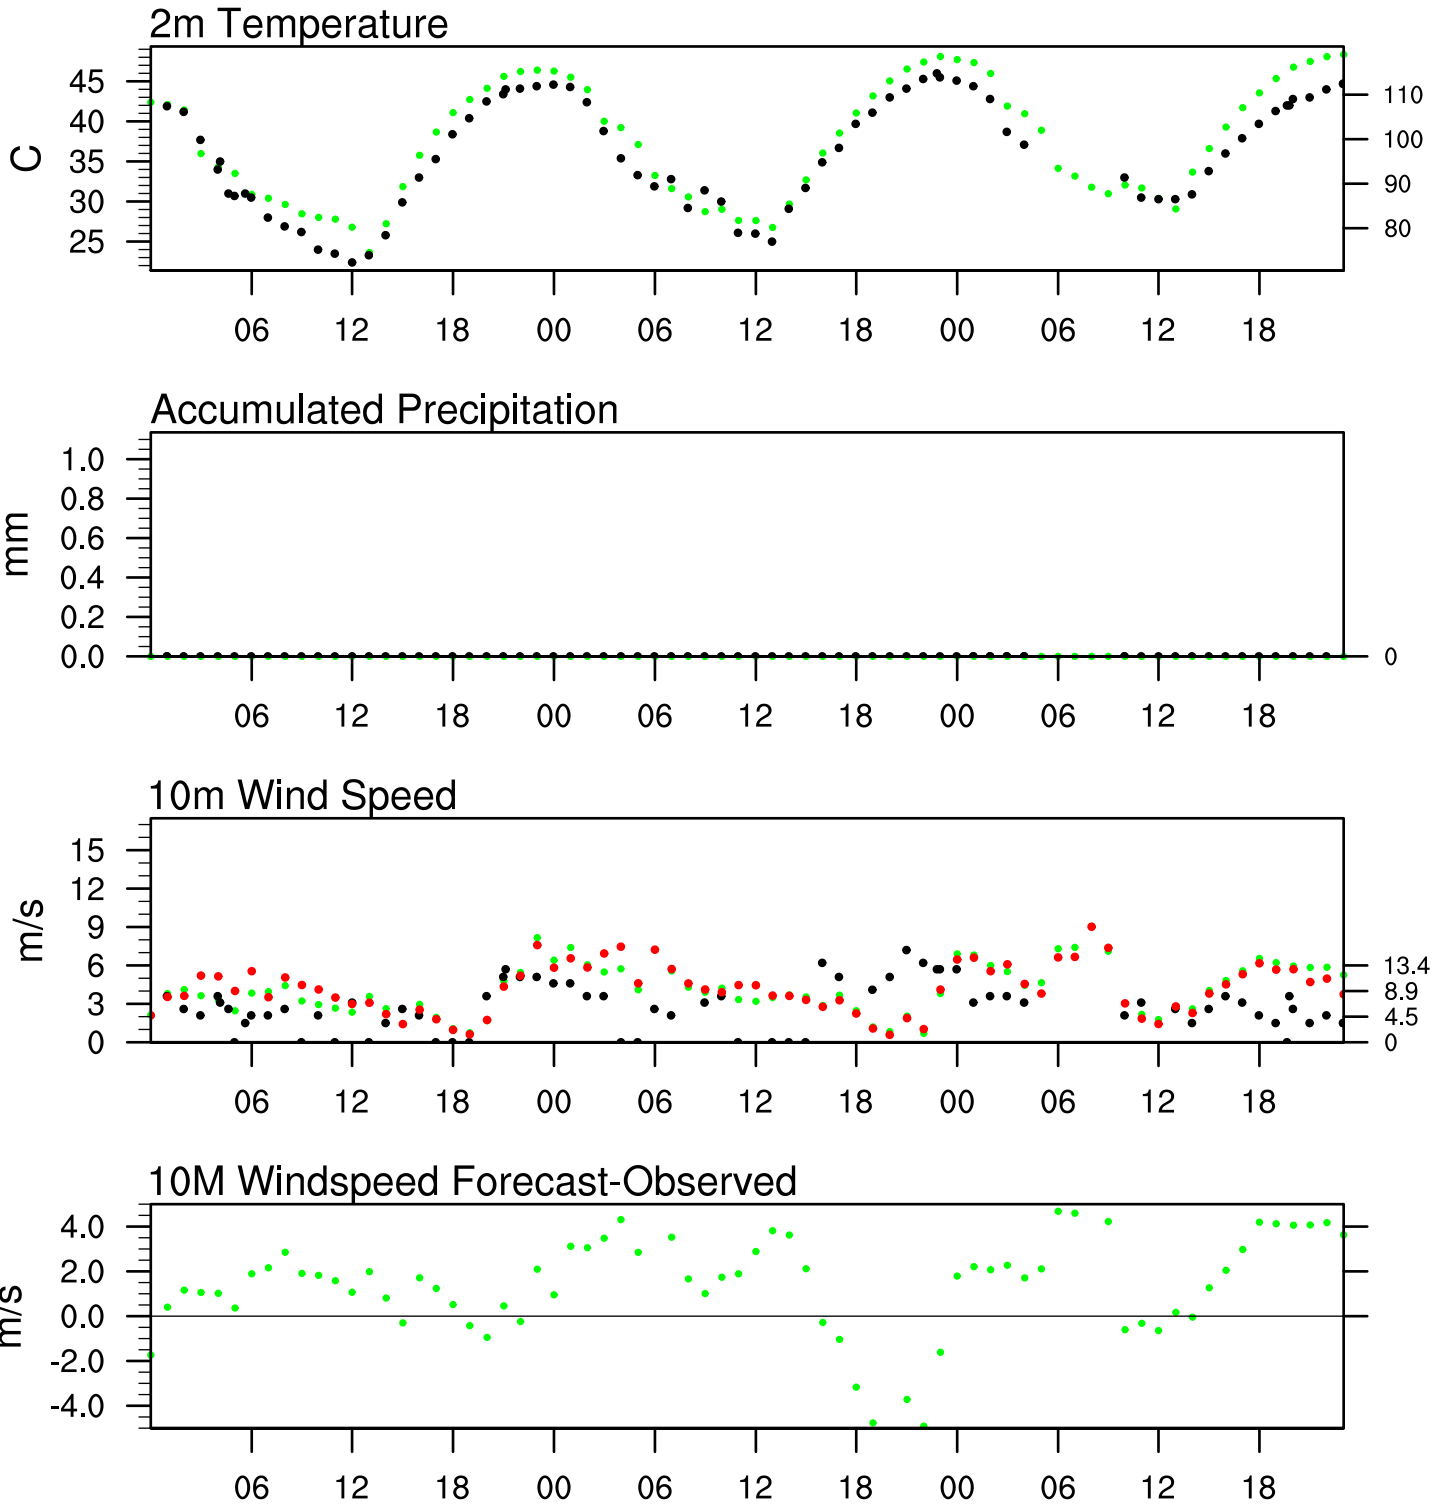 2m Temperature
C
45
40
35
30
25
110
100
90
80
06 12 18 00 06 12 18 00 06 12 18
Accumulated Precipitation
mm
1.0
0.8
0.6
0.4
0.2
0.0
0
06 12 18 00 06 12 18 00 06 12 18
10m Wind Speed
m/s
15
12
9
6
3
0
13.4
8.9
4.5
0
06 12 18 00 06 12 18 00 06 12 18
10M Windspeed Forecast-Observed
m/s
4.0
2.0
0.0
-2.0
-4.0
06 12 18 00 06 12 18 00 06 12 18